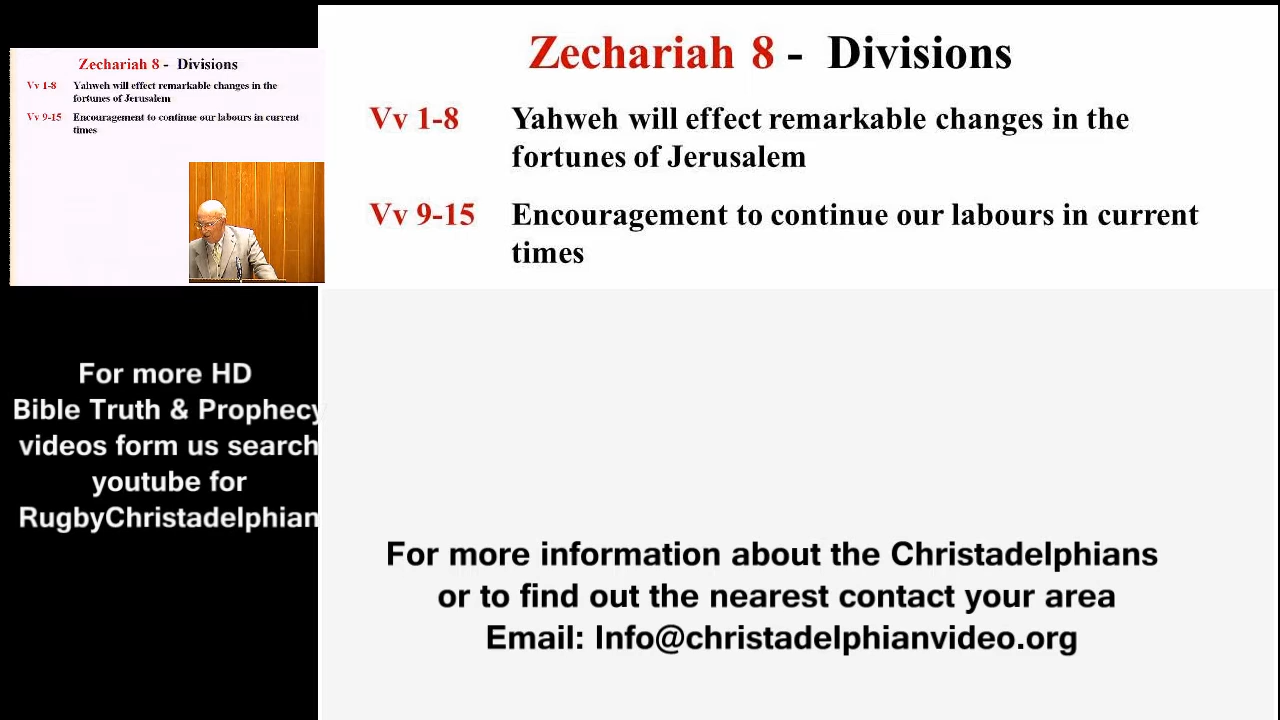 Zechariah 8 - Divisions
Vv 1-8 Yahweh will effect remarkable changes in the
fortunes of Jerusalem
Vv 9-15 Encouragement to continue our labours in current
times
Zechariah 8 - Divisions
Vv 1-8 Yahweh will effect remarkable changes in the
fortunes of Jerusalem
Vv 9-15 Encouragement to continue our labours in current
times
For more HD
Bible Truth & Prophecy
videos form us search
youtube for
RugbyChristadelphian
For more information about the Christadelphians
or to find out the nearest contact your area
Email: Info@christadelphianvideo.org